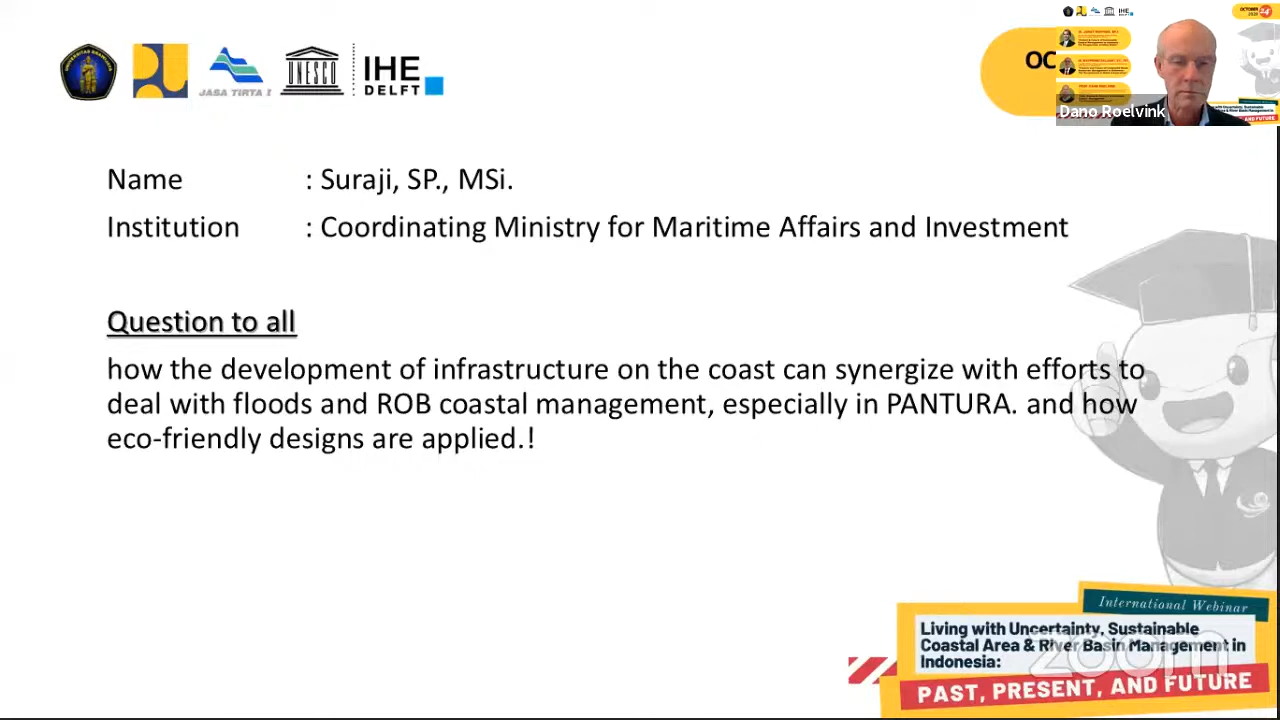 JASA TIRTA I
UNESCO
IHE
DELFT
OC
OCTOBER
24
Dano Roelvink
Name : Suraji, SP., MSi.
Institution : Coordinating Ministry for Maritime Affairs and Investment
Question to all
how the development of infrastructure on the coast can synergize with efforts to
deal with floods and ROB coastal management, especially in PANTURA. and how
eco-friendly designs are applied.!
International Webinar
Living with Uncertainty, Sustainable
Coastal Area & River Basin Management in
Indonesia:
PAST, PRESENT, AND FUTURE
zoom